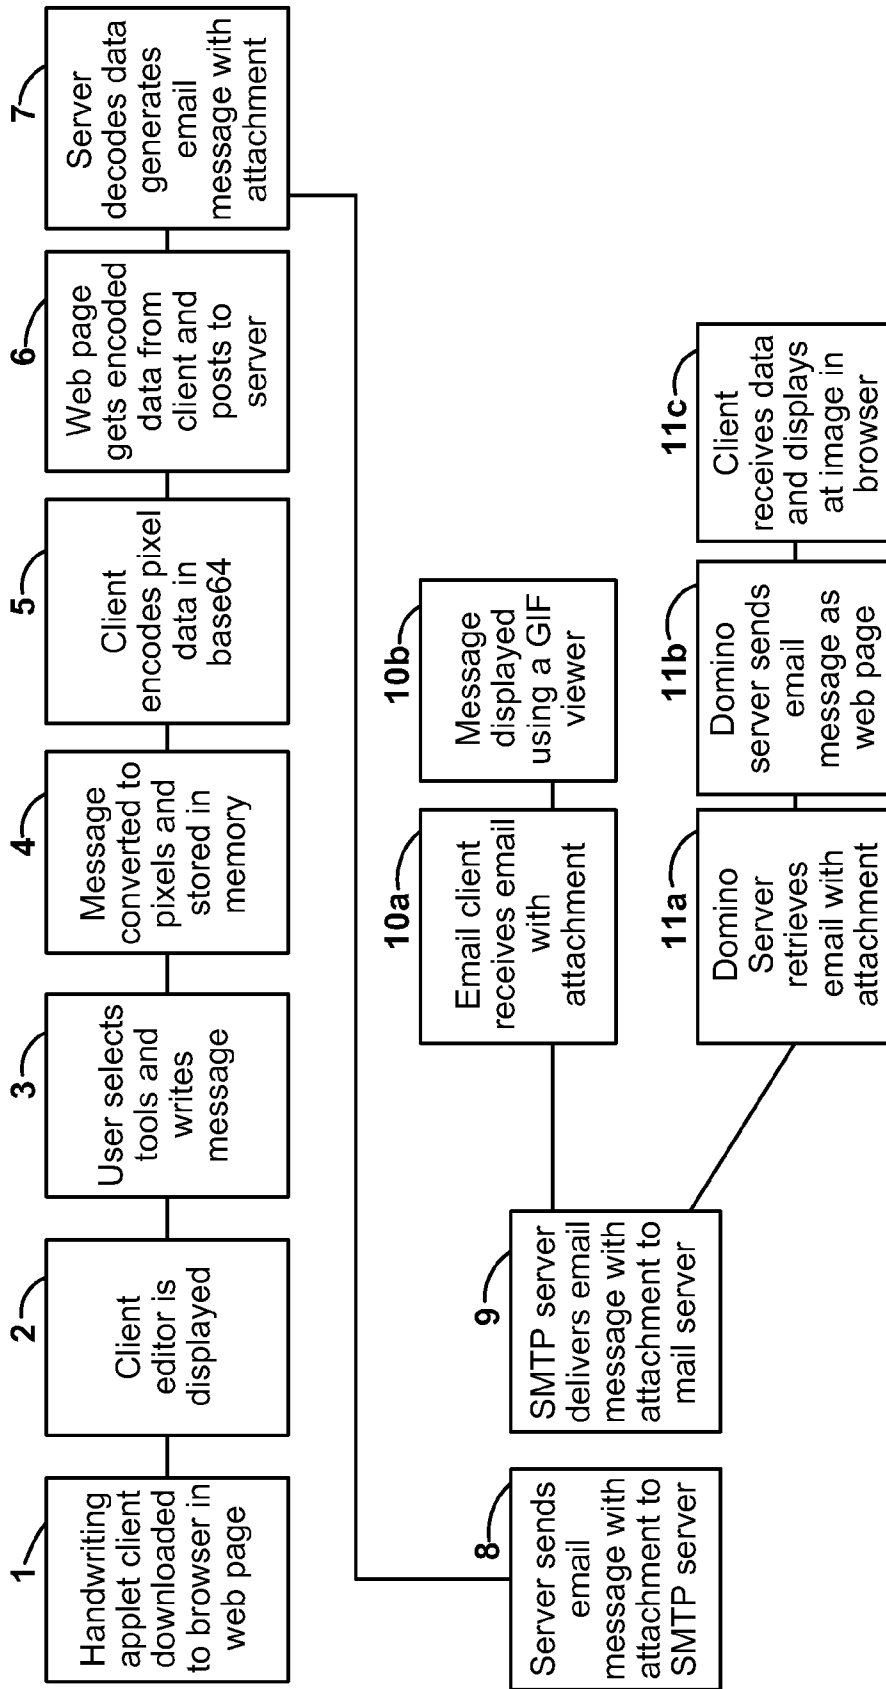 1
Handwriting
applet client
downloaded
to browser in
web page
2
Client
editor is
displayed
3
User selects
tools and
writes
message
4
Message
converted to
pixels and
stored in
memory
5
Client
encodes pixel
data in
base64
6
Web page
gets encoded
data from
client and
posts to
server
7
Server
decodes data
generates
email
message with
attachment
8
Server sends
email
message with
attachment to
SMTP server
9
SMTP server
delivers email
message with
attachment to
mail server
10a
Email client
receives email
with
attachment
10b
Message
displayed
using a GIF
viewer
11a
Domino
Server
retrieves
email with
attachment
11b
Domino
server sends
email
message as
web page
11c
Client
receives data
and displays
at image in
browser